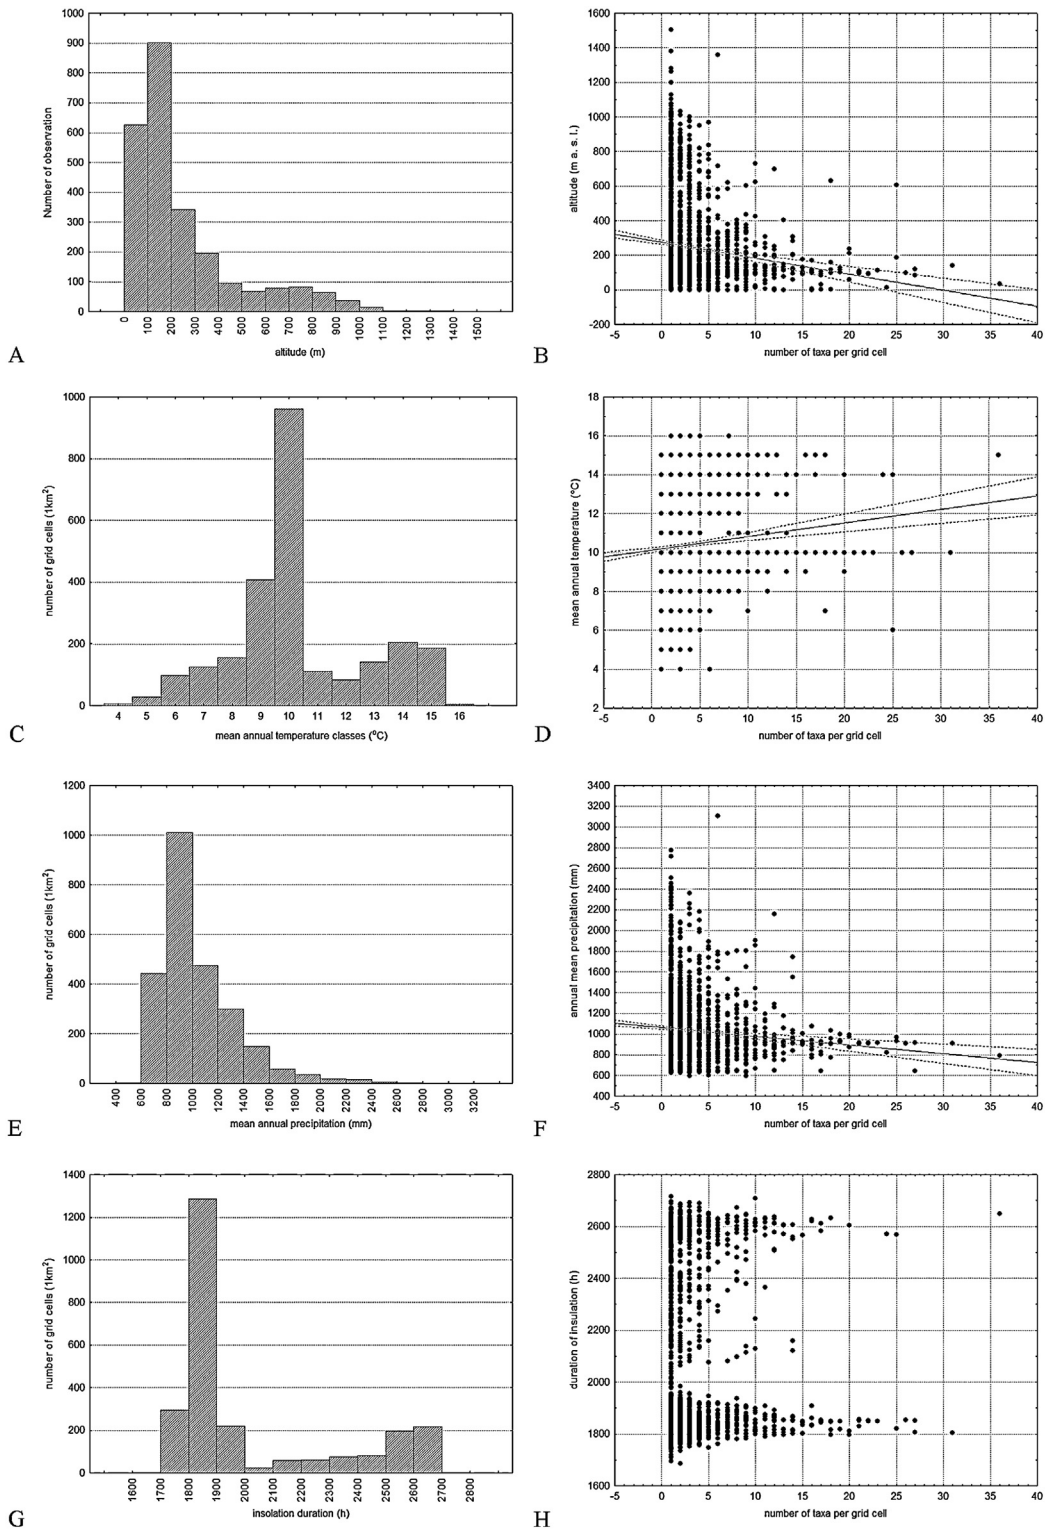 1000
900
800
700
600
500
400
300
200
100
0
Number of observation
0 100 200 300 400 500 600 700 800 900 1000 1100 1200 1300 1400 1500
altitude (m)
A
1600
1400
1200
1000
800
600
400
200
0
-200
altitude (m a. s. l.)
-5 0 5 10 15 20 25 30 35 40
number of taxa per grid cell
B
1000
800
600
400
200
0
number of grid cells (1km²)
4 5 6 7 8 9 10 11 12 13 14 15 16
mean annual temperature classes (°C)
C
18
16
14
12
10
8
6
4
2
mean annual temperature (°C)
-5 0 5 10 15 20 25 30 35 40
number of taxa per grid cell
D
1200
1000
800
600
400
200
0
number of grid cells (1km²)
400 600 800 1000 1200 1400 1600 1800 2000 2200 2400 2600 2800 3000 3200
mean annual precipitation (mm)
E
3400
3200
3000
2800
2600
2400
2200
2000
1800
1600
1400
1200
1000
800
600
400
annual mean precipitation (mm)
-5 0 5 10 15 20 25 30 35 40
number of taxa per grid cell
F
1400
1200
1000
800
600
400
200
0
number of grid cells (1km²)
1600 1700 1800 1900 2000 2100 2200 2300 2400 2500 2600 2700 2800
insolation duration (h)
G
2800
2600
2400
2200
2000
1800
1600
duration of insulation (h)
-5 0 5 10 15 20 25 30 35 40
number of taxa per grid cell
H